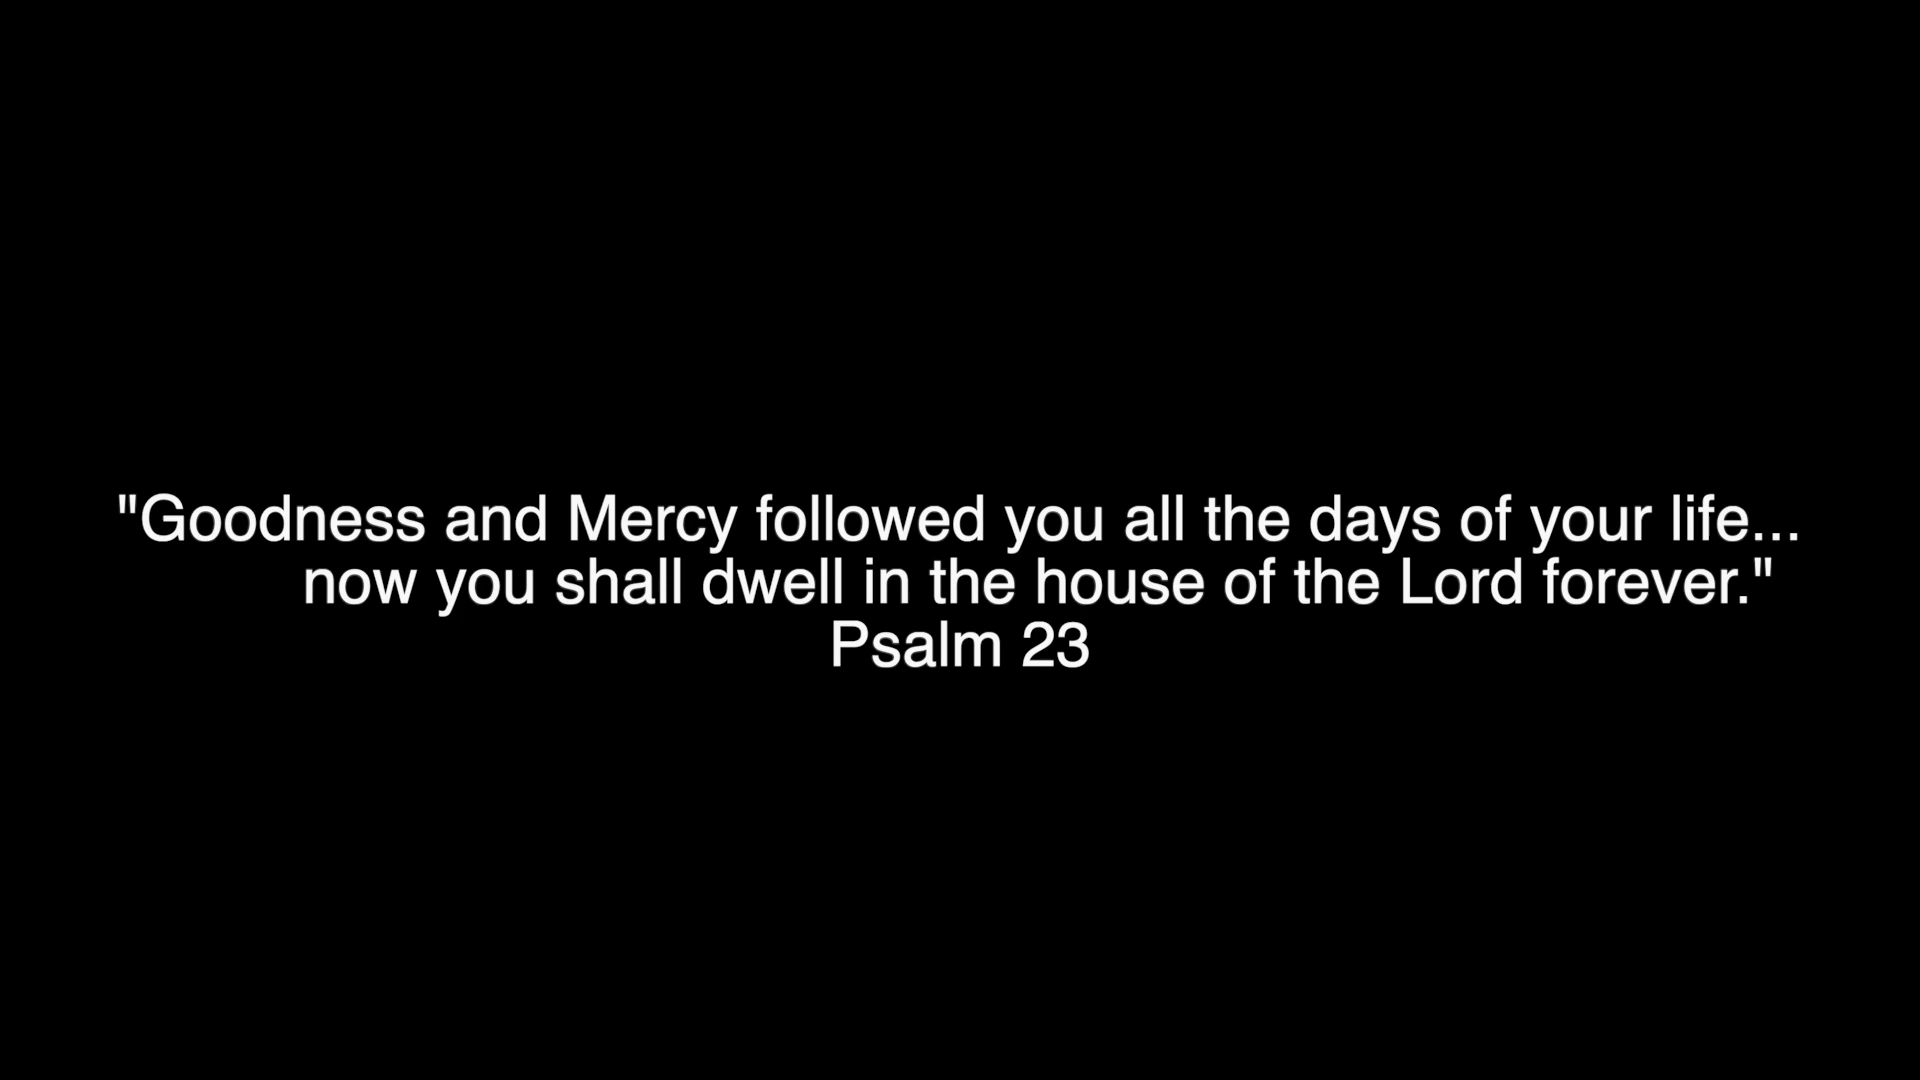 "Goodness and Mercy followed you all the days of your life...
now you shall dwell in the house of the Lord forever."
Psalm 23